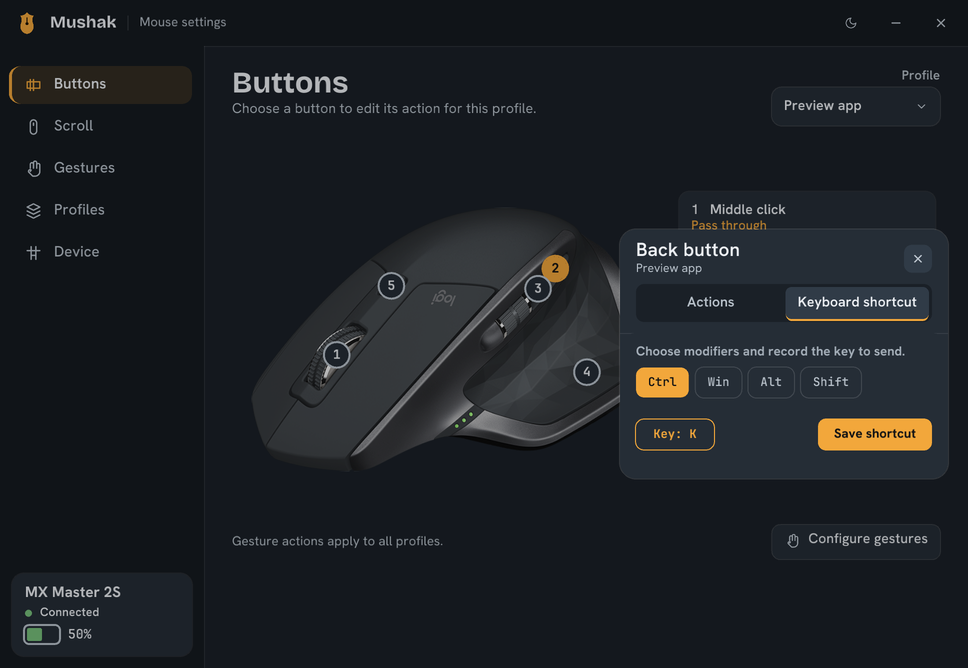 Mushak
Mouse settings
Buttons
Scroll
Gestures
Profiles
Device
MX Master 2S
Connected
50%
Buttons
Choose a button to edit its action for this profile.
Profile
Preview app
1 Middle click
Pass through
logi
5
1
2
3
4
Back button
Preview app
Actions
Keyboard shortcut
Choose modifiers and record the key to send.
Ctrl
Win
Alt
Shift
Key: K
Save shortcut
Gesture actions apply to all profiles.
Configure gestures